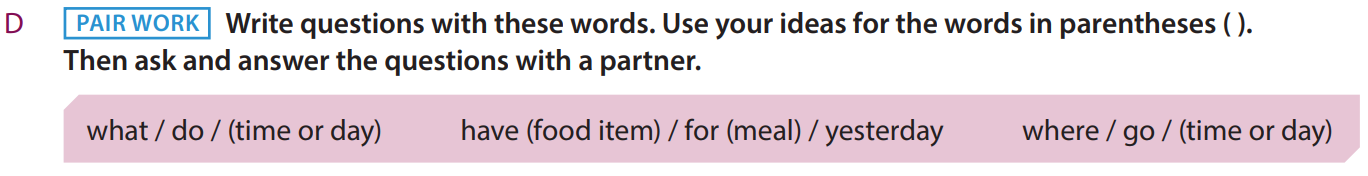 D PAIR WORK Write questions with these words. Use your ideas for the words in parentheses ( ).
Then ask and answer the questions with a partner.
what / do / (time or day) have (food item) / for (meal) / yesterday where / go / (time or day)